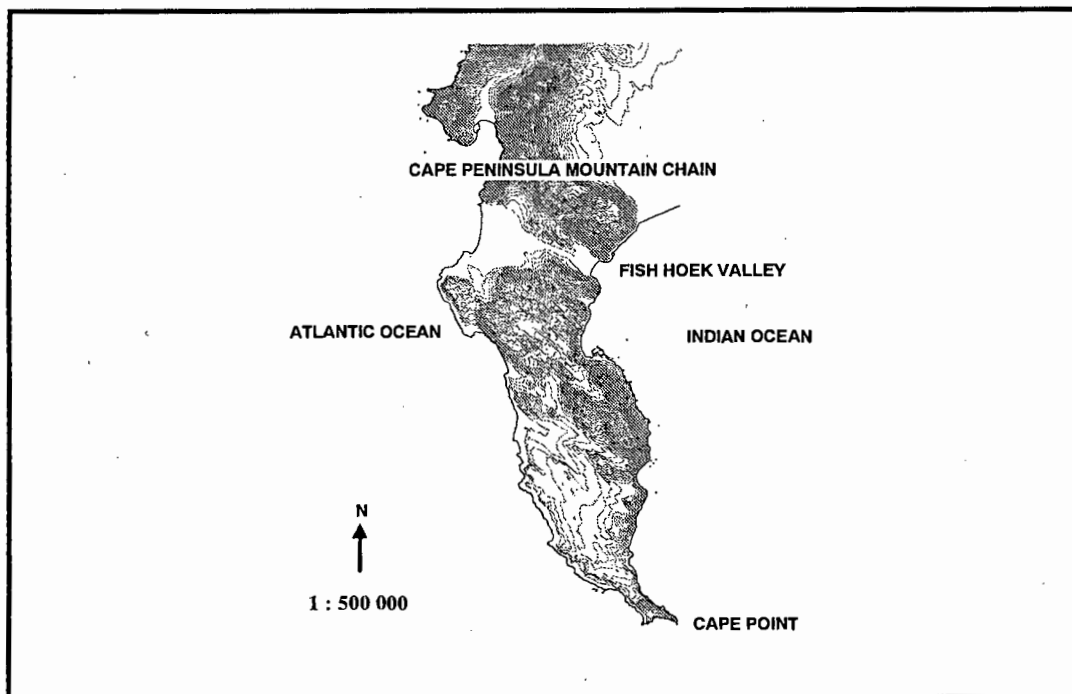 CAPE PENINSULA MOUNTAIN CHAIN
FISH HOEK VALLEY
ATLANTIC OCEAN
INDIAN OCEAN
N
1 : 500 000
CAPE POINT